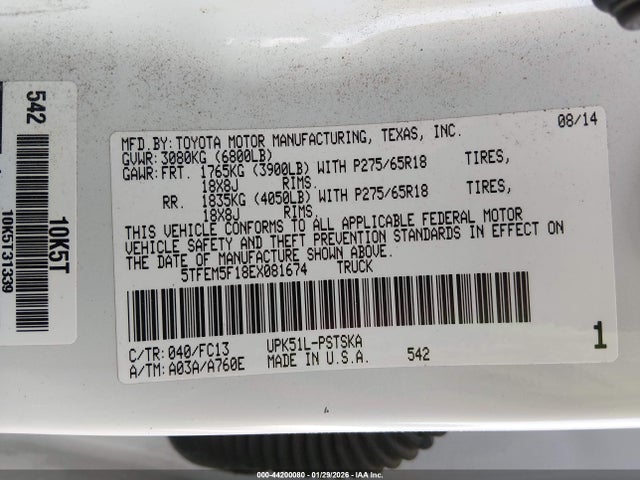 542
10K5T
10K5T31339
MFD.BY:TOYOTA MOTOR MANUFACTURING, TEXAS, INC. 08/14
GVWR:3080KG (6800LB)
GAWR:FRT. 1765KG (3900LB) WITH P275/65R18 TIRES,
18X8J RIMS.
RR. 1835KG (4050LB) WITH P275/65R18 TIRES,
18X8J RIMS.
THIS VEHICLE CONFORMS TO ALL APPLICABLE FEDERAL MOTOR
VEHICLE SAFETY AND THEFT PREVENTION STANDARDS IN EFFECT ON
THE DATE OF MANUFACTURE SHOWN ABOVE.
5TFEM5F18EX081674 TRUCK
C/TR:040/FC13 UPK51L-PSTSKA
A/TM:A03A/A760E MADE IN U.S.A. 542 1
000-44200080 - 01/29/2026 - IAA Inc.